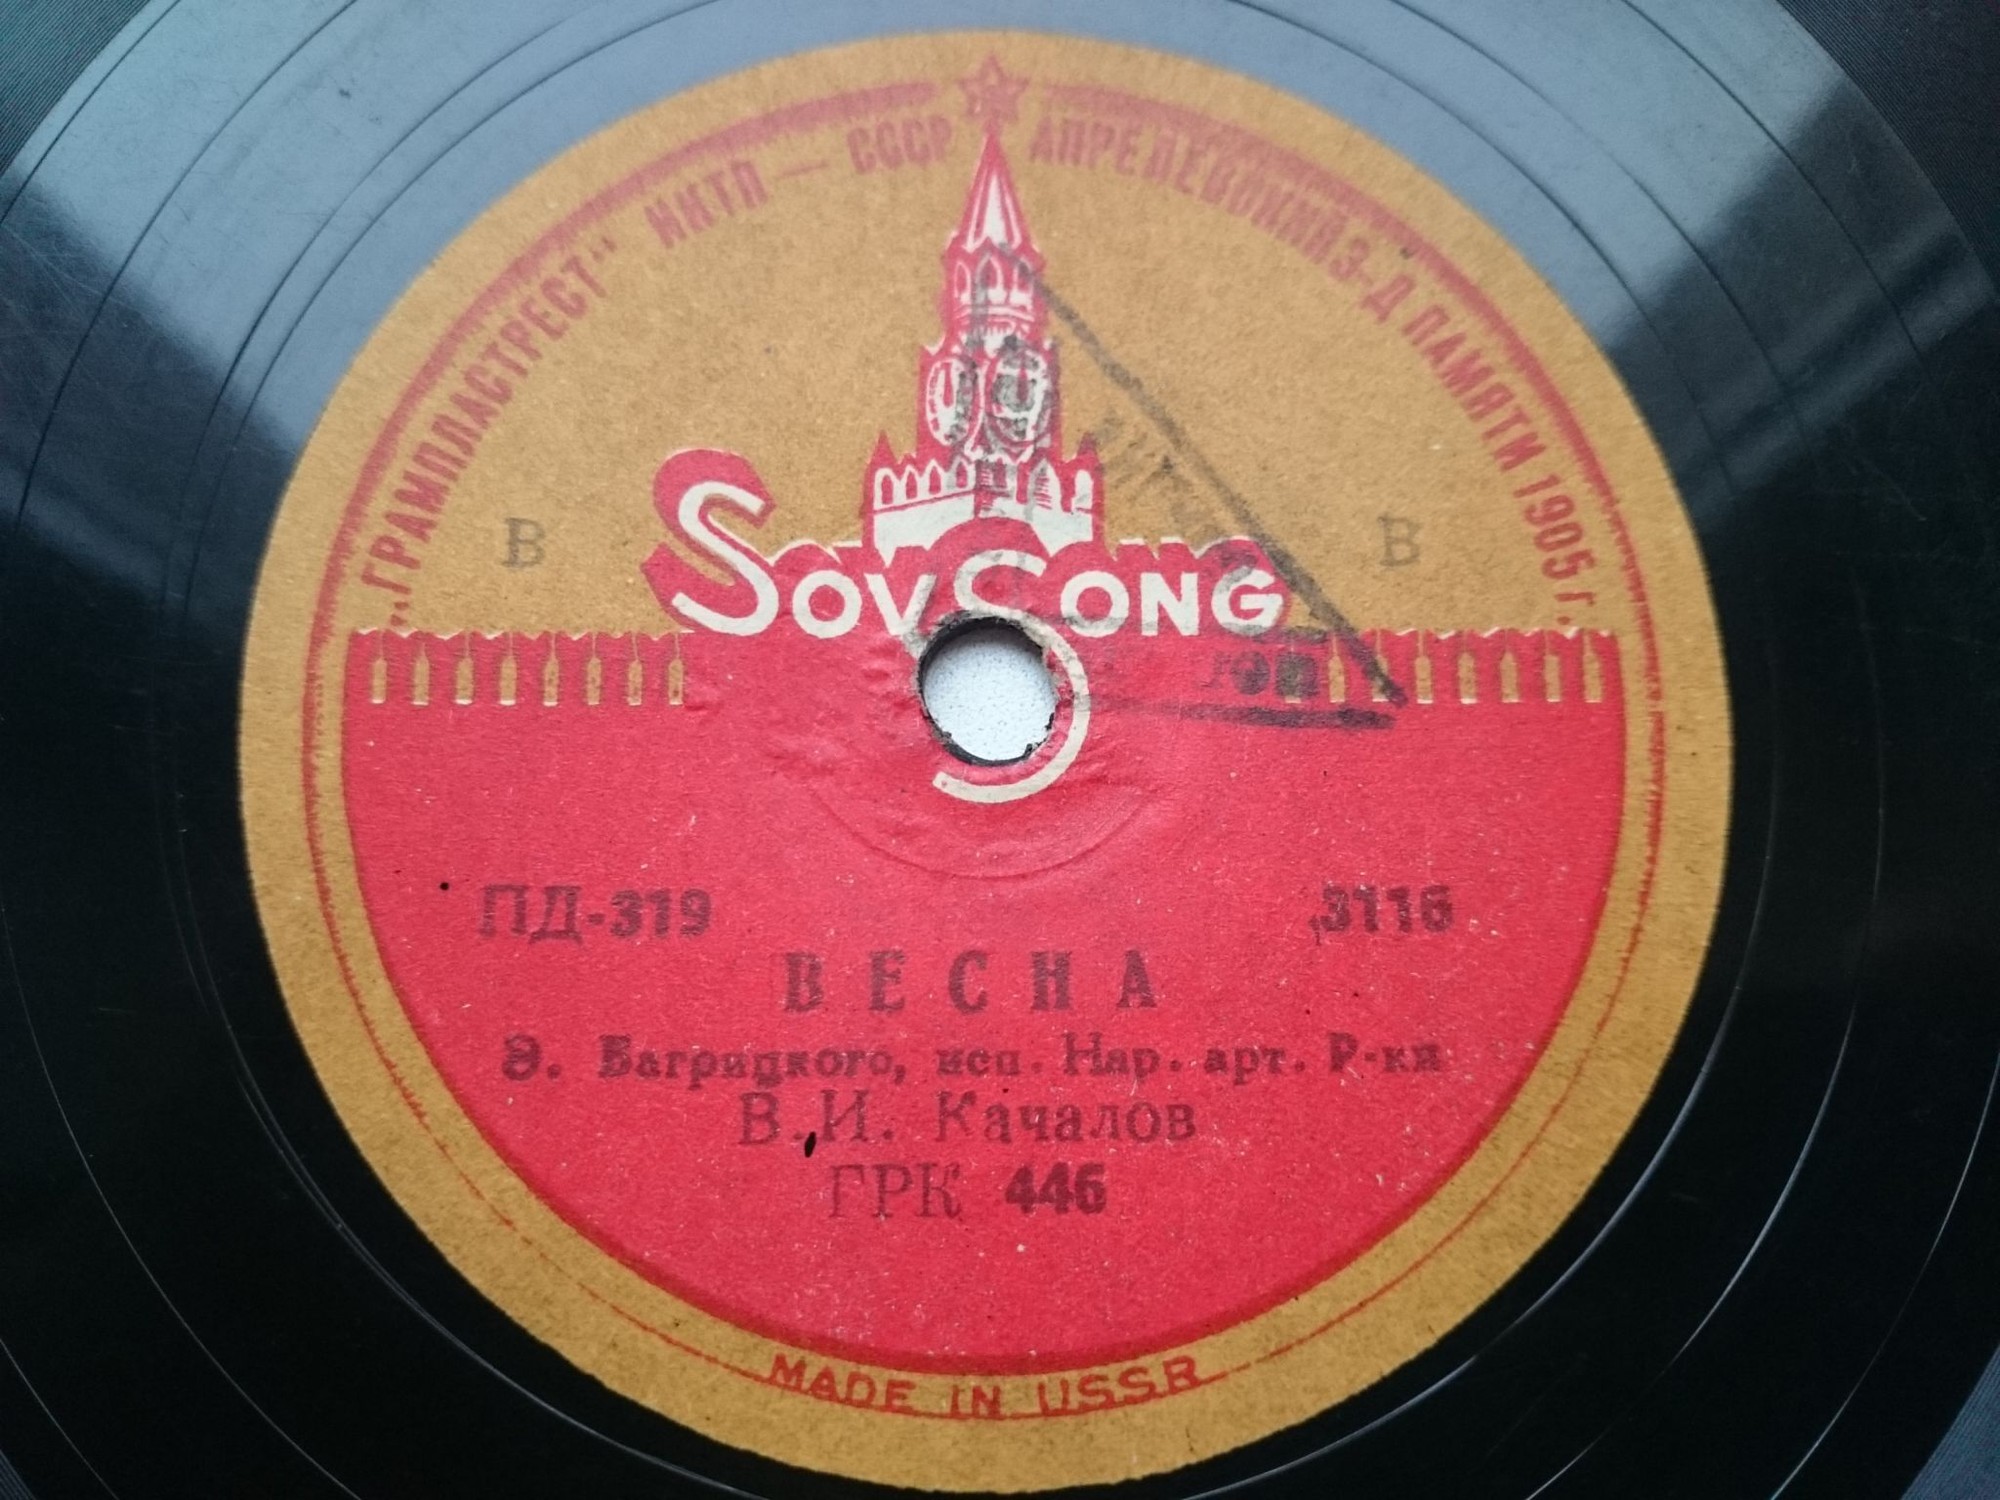 „ГРАМПЛАСТРЕСТ“ НКТП — СССР АПРЕЛЕВСКИЙ З-Д ПАМЯТИ 1905 г.
В В
SovSong
ПД-319 3116
ВЕСНА
Э. Багрицкого, исп. Нар. арт. Р-ки
В.И. Качалов
ГРК 446
MADE IN USSR